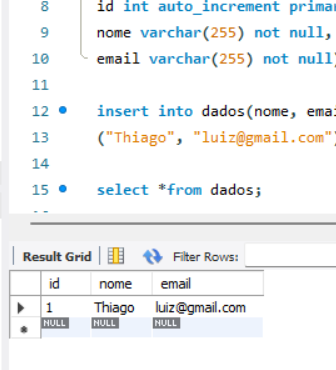 8 id int auto_increment
9 nome varchar(255) not null,
10 email varchar(255) not null
11
12 insert into dados(nome,
13 ("Thiago", "luiz@gmail.com"
14
15 select *from dados;
Result Grid Filter Rows:
id nome email
1 Thiago luiz@gmail.com
NULL NULL NULL